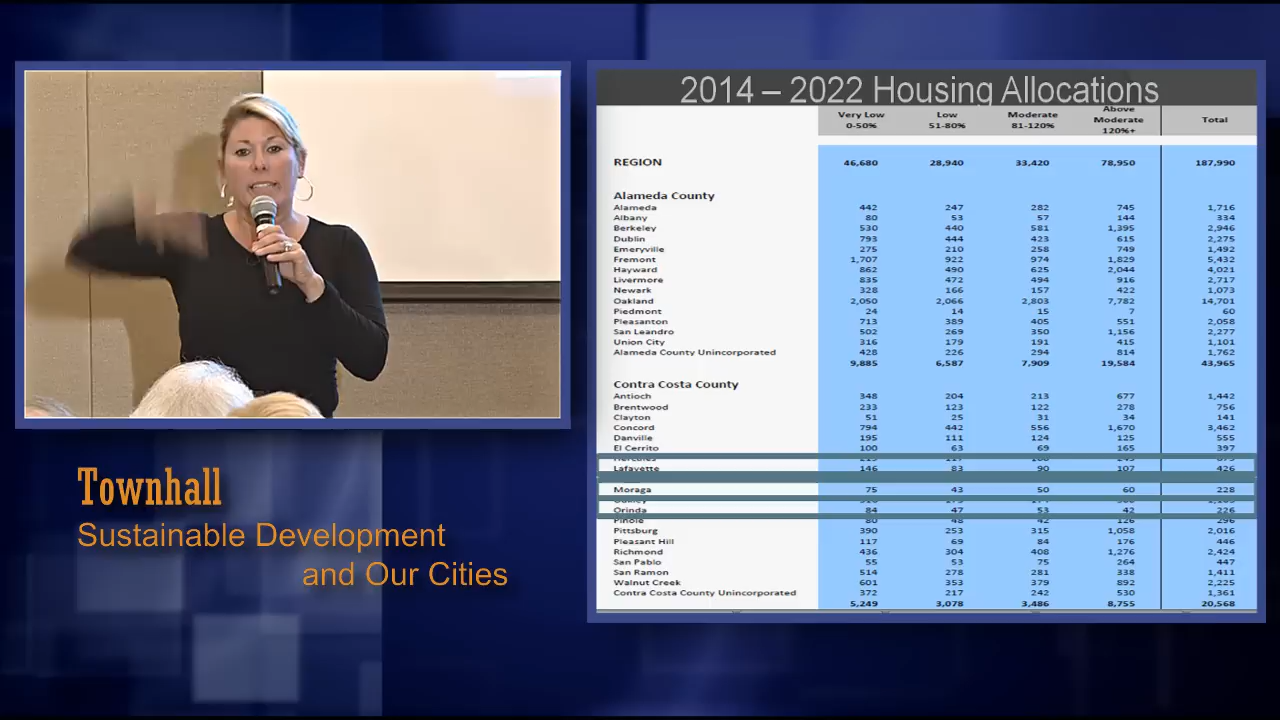 2014 – 2022 Housing Allocations
Very Low 0-50% Low 51-80% Moderate 81-120% Above Moderate 120%+ Total
REGION 46,680 28,940 33,420 78,950 187,990
Alameda County
Alameda 442 247 282 745 1,716
Albany 80 53 57 144 334
Berkeley 530 440 581 1,395 2,946
Dublin 793 444 423 615 2,275
Emeryville 275 210 258 749 1,492
Fremont 1,707 922 974 1,829 5,432
Hayward 862 490 625 2,044 4,021
Livermore 835 472 494 916 2,717
Newark 328 166 157 422 1,073
Oakland 2,050 2,066 2,803 7,782 14,701
Piedmont 24 14 15 7 60
Pleasanton 713 389 405 551 2,058
San Leandro 502 269 350 1,156 2,277
Union City 316 179 191 415 1,101
Alameda County Unincorporated 428 226 294 814 1,762
9,885 6,587 7,909 19,584 43,965
Contra Costa County
Antioch 348 204 213 677 1,442
Brentwood 233 123 122 278 756
Clayton 51 25 31 34 141
Concord 794 442 556 1,670 3,462
Danville 195 111 124 125 555
El Cerrito 100 63 69 165 397
Lafayette 146 83 90 107 426
Moraga 75 43 50 60 228
Orinda 84 47 53 42 226
Pinole 80 48 42 126 296
Pittsburg 390 253 315 1,058 2,016
Pleasant Hill 117 69 84 176 446
Richmond 436 304 408 1,276 2,424
San Pablo 55 53 75 264 447
San Ramon 514 278 281 338 1,411
Walnut Creek 601 353 379 892 2,225
Contra Costa County Unincorporated 372 217 242 530 1,361
5,249 3,078 3,486 8,755 20,568
Townhall
Sustainable Development
and Our Cities